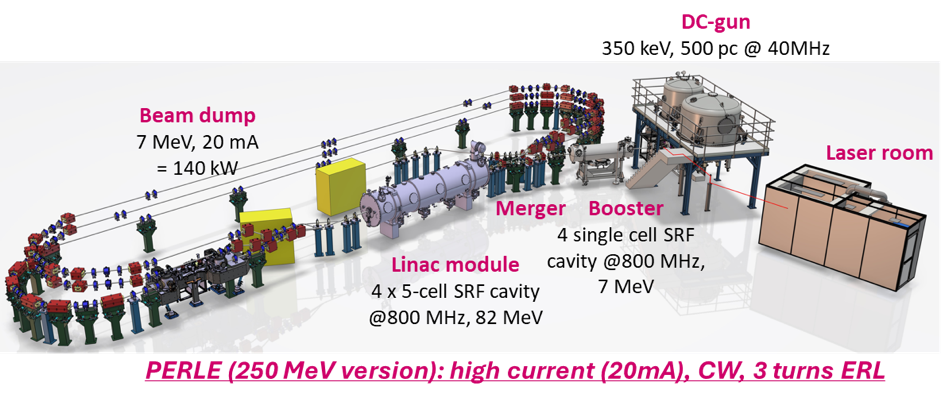 DC-gun
350 keV, 500 pc @ 40MHz
Beam dump
7 MeV, 20 mA
= 140 kW
Laser room
Merger
Booster
4 single cell SRF
cavity @800 MHz,
7 MeV
Linac module
4 x 5-cell SRF cavity
@800 MHz, 82 MeV
PERLE (250 MeV version): high current (20mA), CW, 3 turns ERL